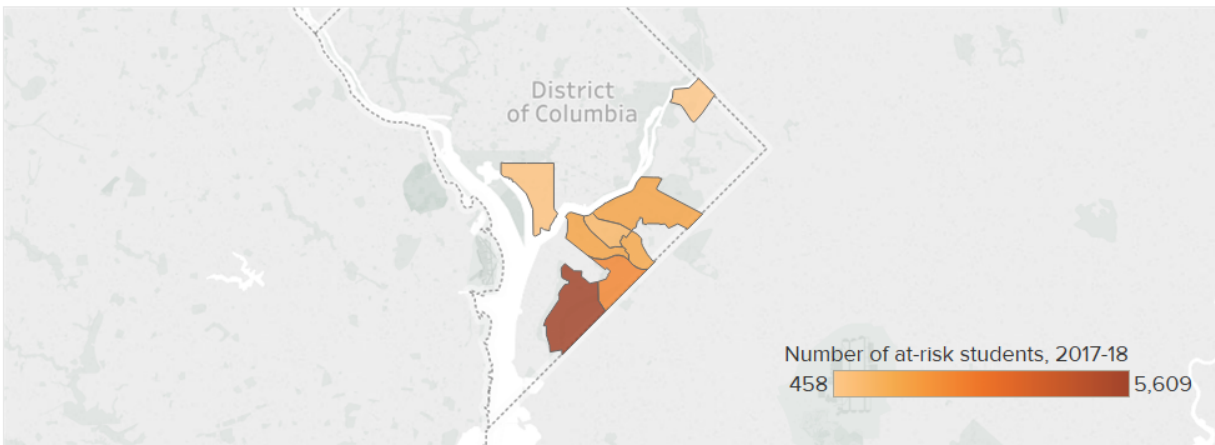 District
of Columbia
Number of at-risk students, 2017-18
458 5,609